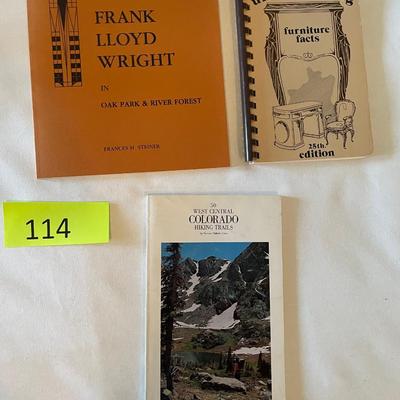 FRANK
LLOYD
WRIGHT
IN
OAK PARK & RIVER FOREST
FRANCES H. STEINER
furniture
facts
25th.
edition
114
50
WEST CENTRAL
COLORADO
HIKING TRAILS